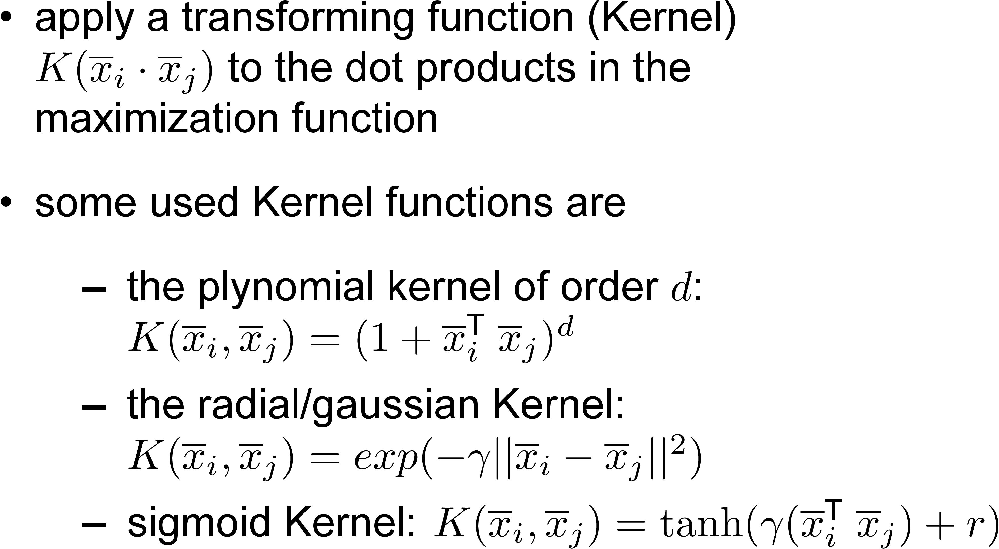 • apply a transforming function (Kernel)
$K(\overline{x}_i \cdot \overline{x}_j)$ to the dot products in the
maximization function
• some used Kernel functions are
– the plynomial kernel of order $d$:
$K(\overline{x}_i, \overline{x}_j) = (1 + \overline{x}_i^{\mathsf{T}} \, \overline{x}_j)^d$
– the radial/gaussian Kernel:
$K(\overline{x}_i, \overline{x}_j) = exp(-\gamma||\overline{x}_i - \overline{x}_j||^2)$
– sigmoid Kernel: $K(\overline{x}_i, \overline{x}_j) = \tanh(\gamma(\overline{x}_i^{\mathsf{T}} \, \overline{x}_j) + r)$